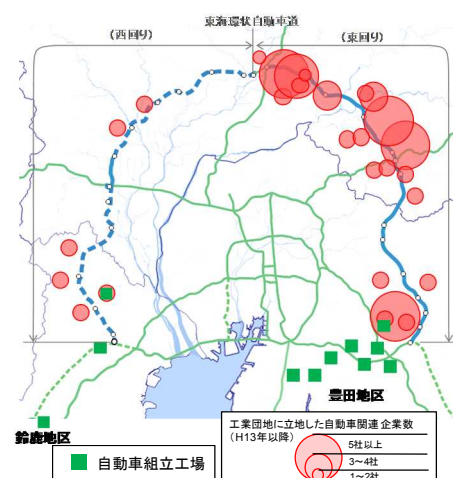 東海環状自動車道
(西回り)
(東回り)
豊田地区
鈴鹿地区
自動車組立工場
工業団地に立地した自動車関連企業数
(H13年以降)
5社以上
3~4社
1~2社